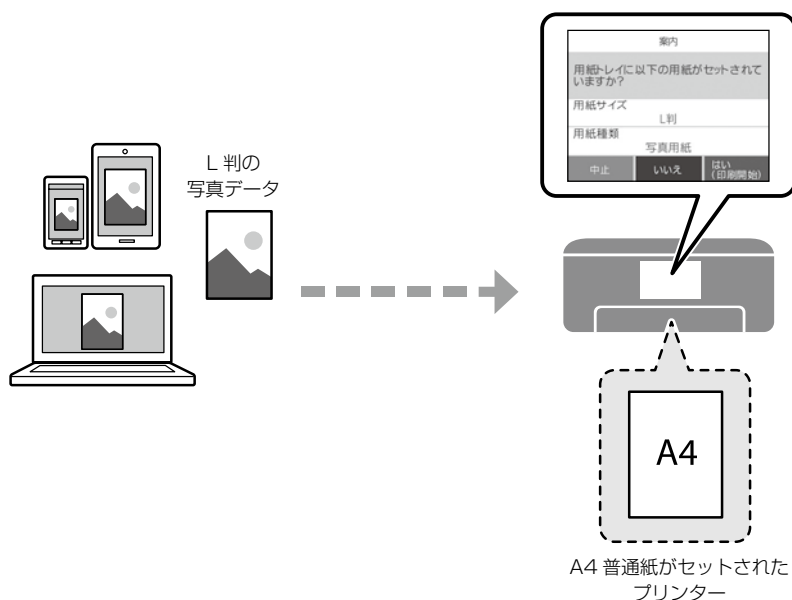 案内
用紙トレイに以下の用紙がセットされて
いますか?
用紙サイズ
L判
用紙種類
写真用紙
中止
いいえ
はい
(印刷開始)
L 判の
写真データ
A4
A4 普通紙がセットされた
プリンター